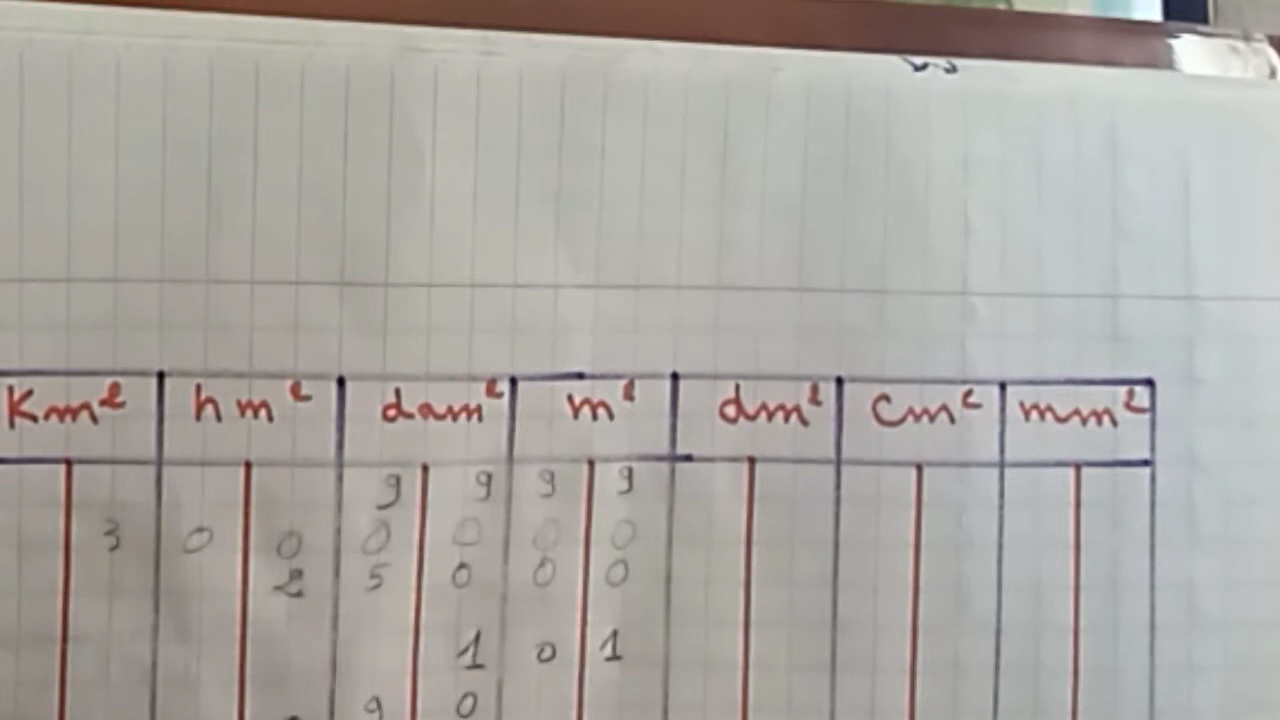 Km² hm² dam² m² dm² cm² mm²
9 9 9 9
3 0 0 0 0 0 0
2 5 0 0 0
1 0 1
9 0